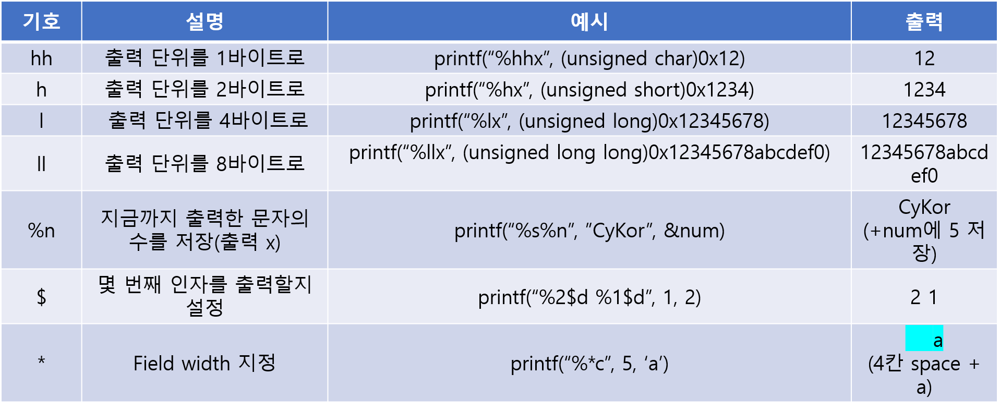 기호 설명 예시 출력
hh 출력 단위를 1바이트로 printf(“%hhx”, (unsigned char)0x12) 12
h 출력 단위를 2바이트로 printf(“%hx”, (unsigned short)0x1234) 1234
l 출력 단위를 4바이트로 printf(“%lx”, (unsigned long)0x12345678) 12345678
ll 출력 단위를 8바이트로 printf(“%llx”, (unsigned long long)0x12345678abcdef0) 12345678abcd
ef0
%n 지금까지 출력한 문자의
수를 저장(출력 x) printf(“%s%n”, ”CyKor”, &num) CyKor
(+num에 5 저
장)
$ 몇 번째 인자를 출력할지
설정 printf(“%2$d %1$d”, 1, 2) 2 1
* Field width 지정 printf(“%*c”, 5, ‘a’) a
(4칸 space +
a)